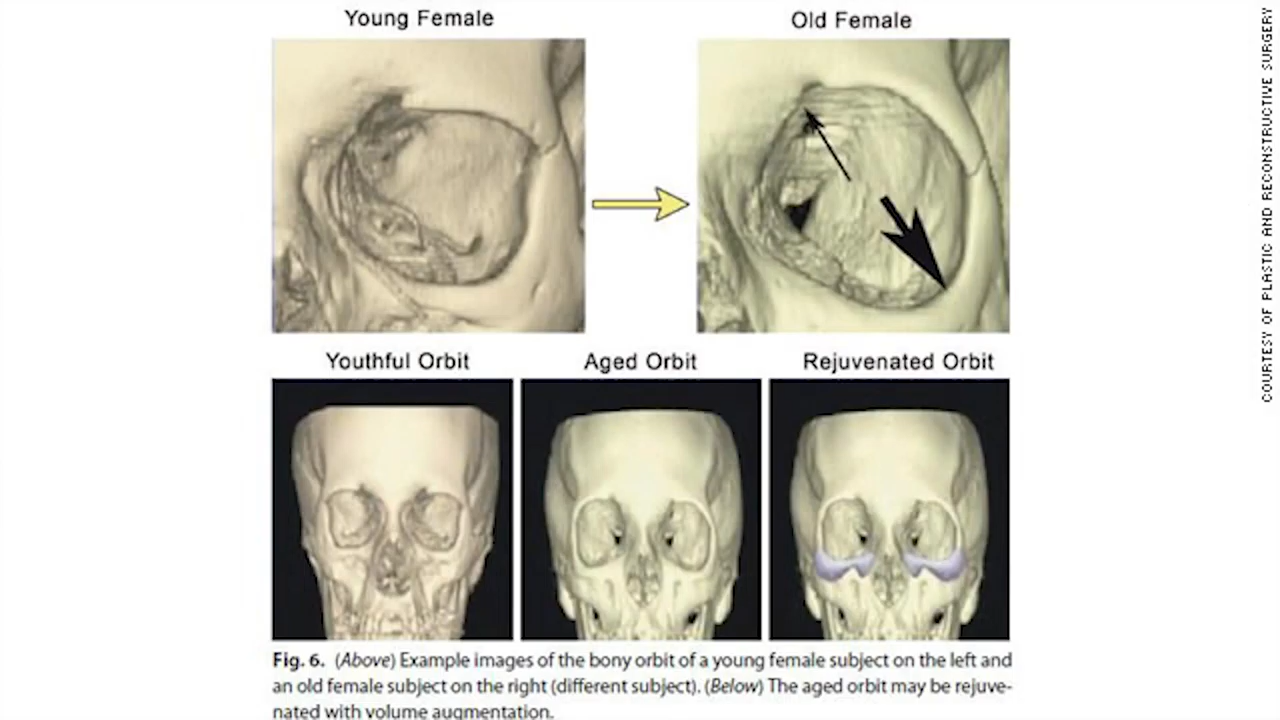 Young Female
Old Female
Youthful Orbit
Aged Orbit
Rejuvenated Orbit
Fig. 6. (Above) Example images of the bony orbit of a young female subject on the left and
an old female subject on the right (different subject). (Below) The aged orbit may be rejuve-
nated with volume augmentation.
COURTESY OF PLASTIC AND RECONSTRUCTIVE SURGERY